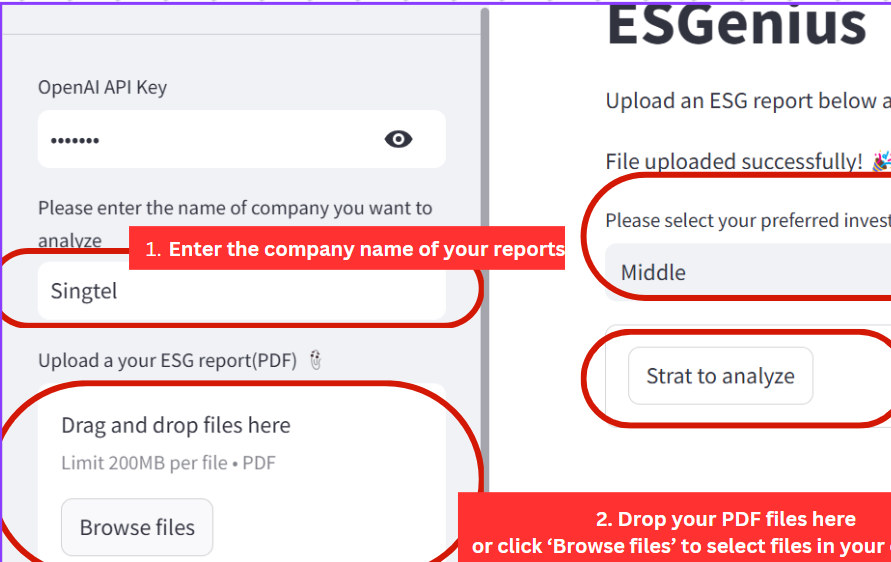 OpenAI API Key
•••••••
Please enter the name of company you want to
analyze
1. Enter the company name of your reports
Singtel
Upload a your ESG report(PDF)
Drag and drop files here
Limit 200MB per file • PDF
Browse files
ESGenius
Upload an ESG report below a
File uploaded successfully! 🎉
Please select your preferred invest
Middle
Strat to analyze
2. Drop your PDF files here
or click ‘Browse files’ to select files in your